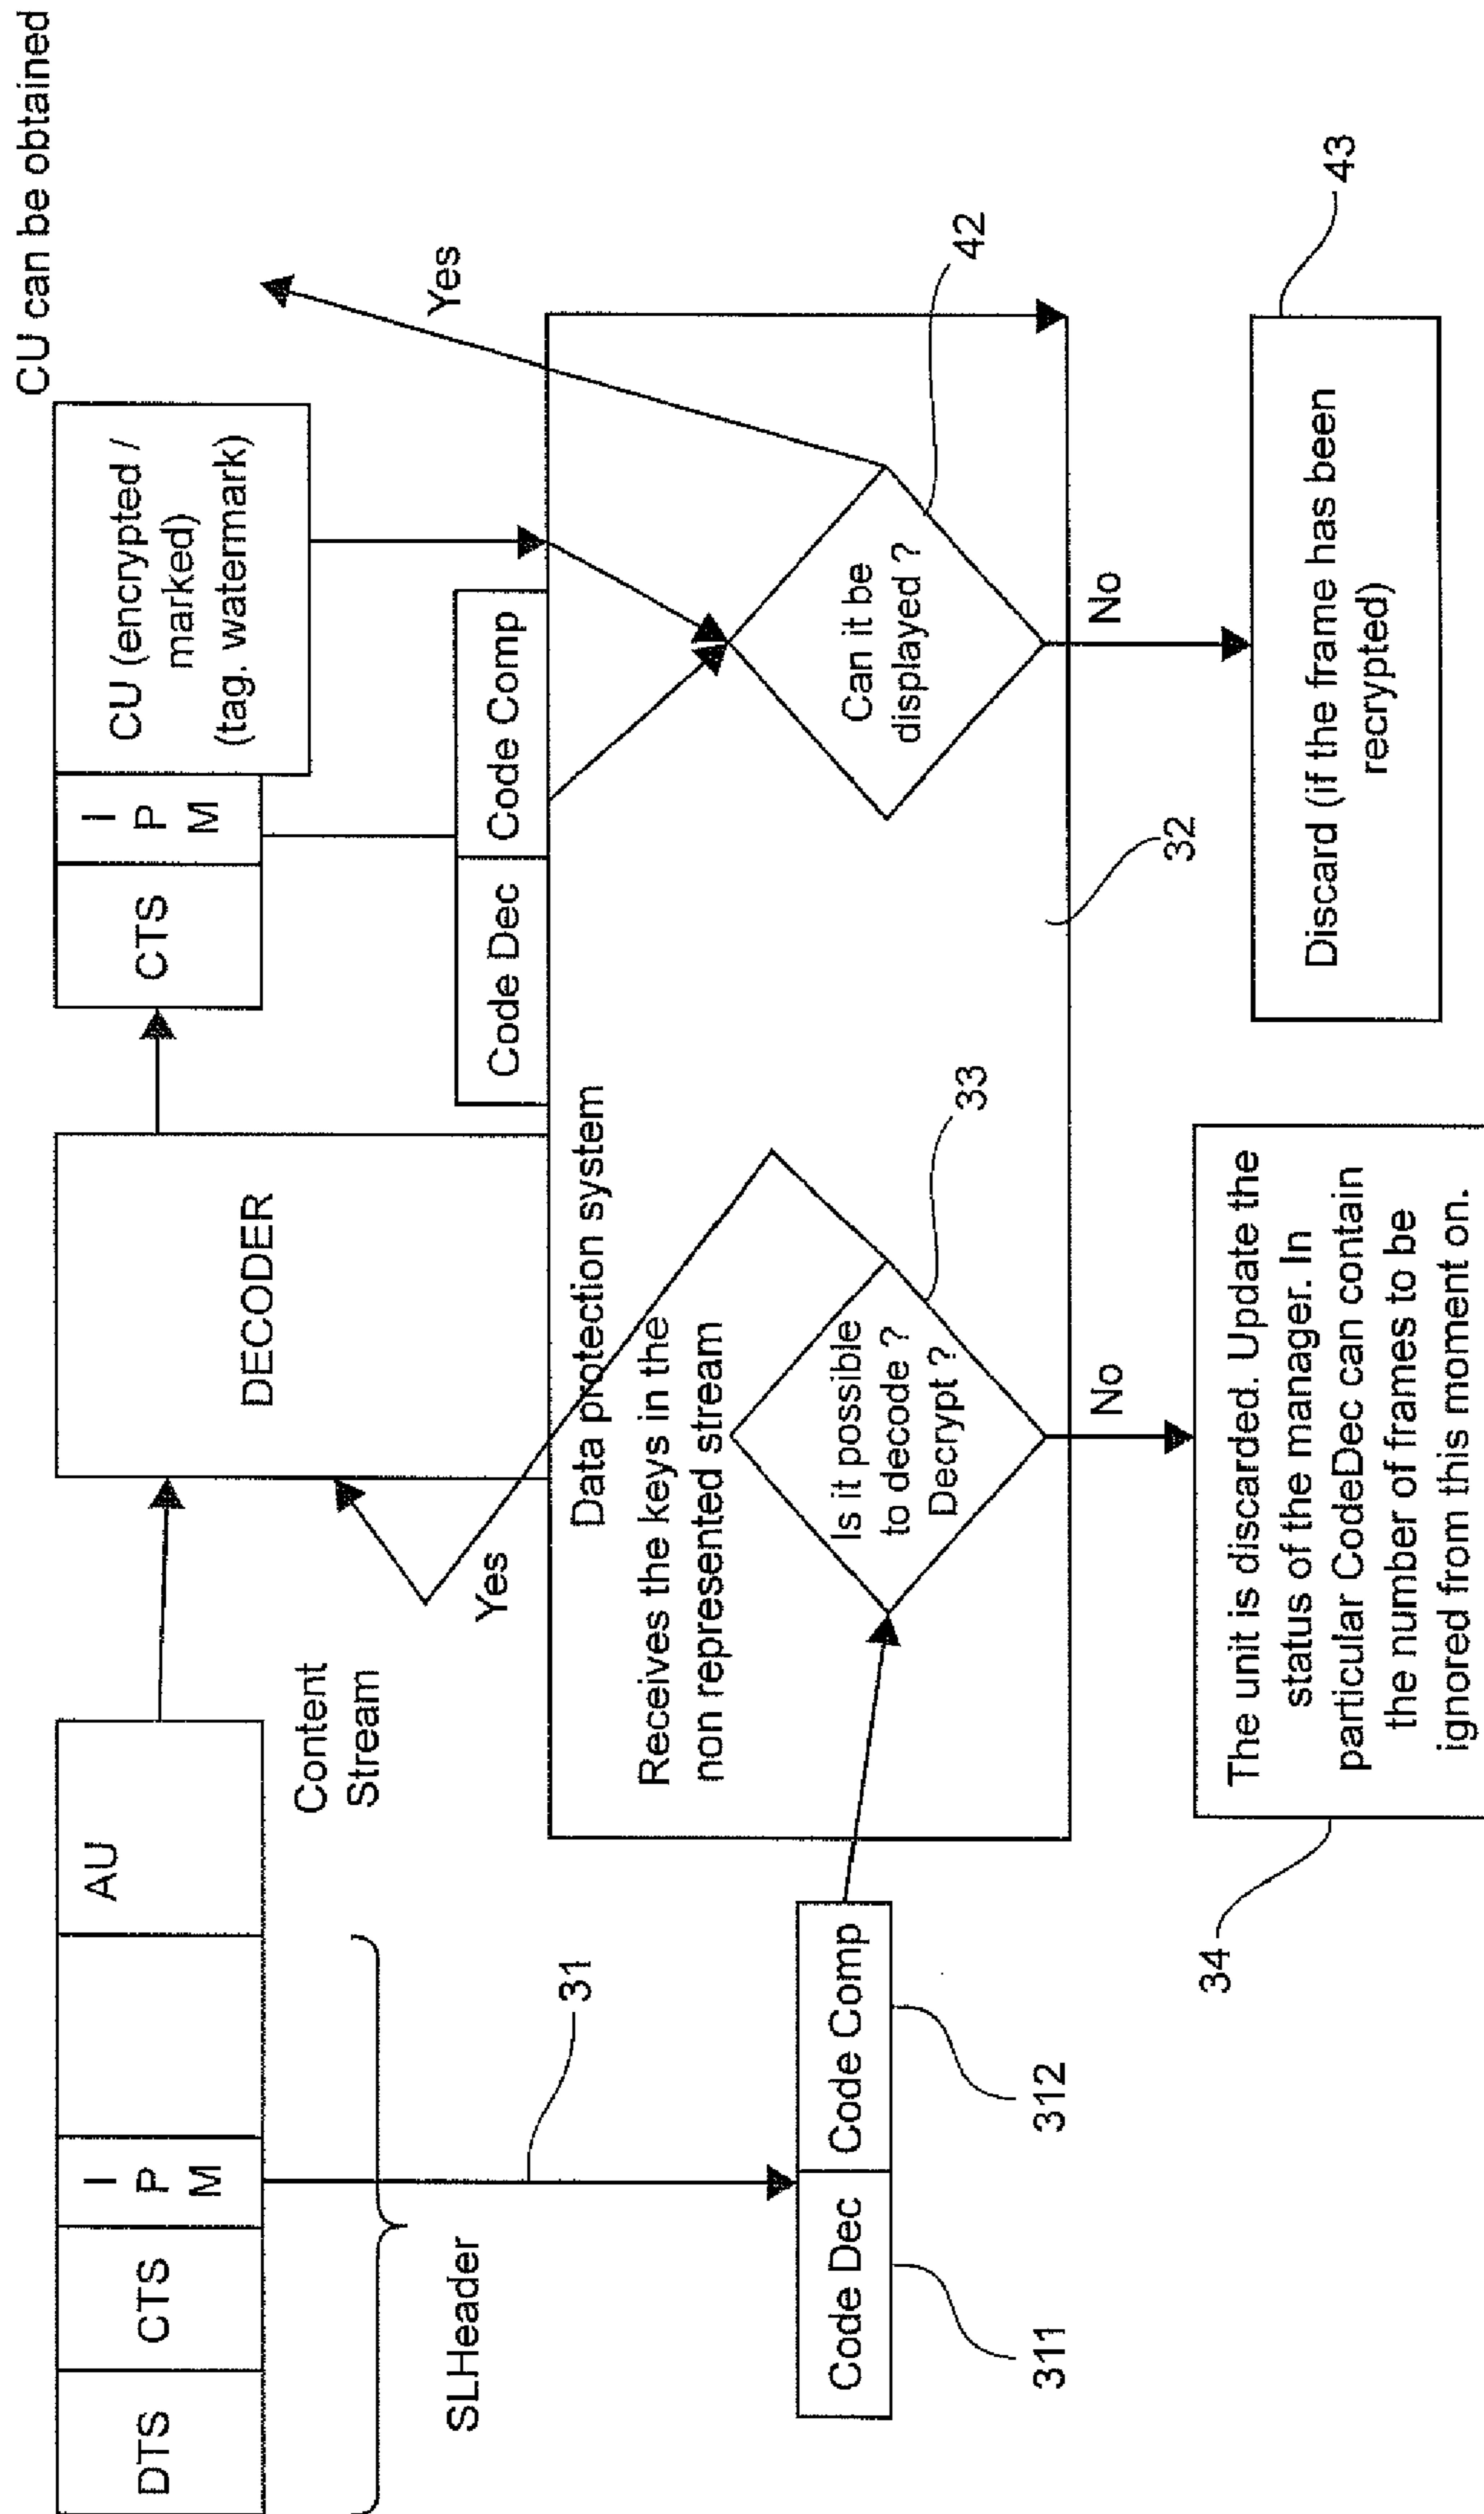 CU can be obtained
DTS
CTS
I
P
M
AU
SLHeader
Content
Stream
DECODER
CTS
I
P
M
CU (encrypted /
marked)
(tag. watermark)
Yes
Yes
31
Code Dec
Code Comp
311
312
Code Dec
Code Comp
Data protection system
Receives the keys in the
non represented stream
Is it possible
to decode ?
Decrypt ?
33
Can it be
displayed ?
42
32
No
No
The unit is discarded. Update the
status of the manager. In
particular CodeDec can contain
the number of frames to be
ignored from this moment on.
34
Discard (if the frame has been
recrypted)
43